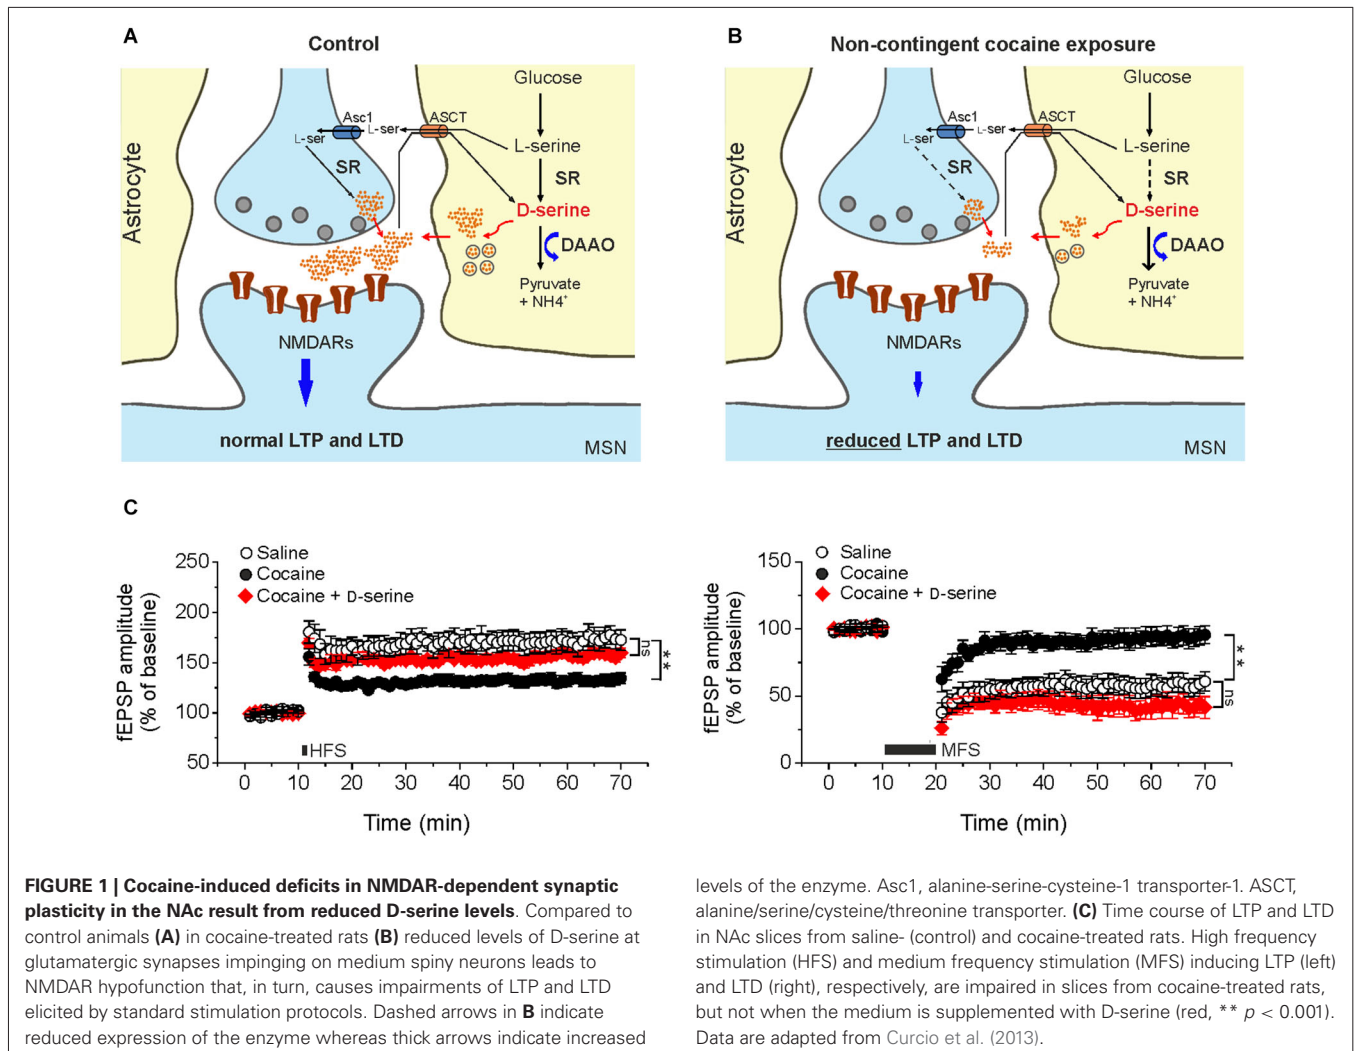 A
Control
Glucose
Asc1
ASCT
L-ser
L-ser
L-serine
SR
SR
D-serine
DAAO
Pyruvate
+ NH4+
Astrocyte
NMDARs
normal LTP and LTD
MSN
B
Non-contingent cocaine exposure
Glucose
Asc1
ASCT
L-ser
L-ser
L-serine
SR
SR
D-serine
DAAO
Pyruvate
+ NH4+
Astrocyte
NMDARs
reduced LTP and LTD
MSN
C
fEPSP amplitude
(% of baseline)
250
200
150
100
50
Saline
Cocaine
Cocaine + D-serine
ns
**
HFS
0 10 20 30 40 50 60 70
Time (min)
fEPSP amplitude
(% of baseline)
150
100
50
0
Saline
Cocaine
Cocaine + D-serine
**
ns
MFS
0 10 20 30 40 50 60 70
Time (min)
FIGURE 1 | Cocaine-induced deficits in NMDAR-dependent synaptic
plasticity in the NAc result from reduced D-serine levels. Compared to
control animals (A) in cocaine-treated rats (B) reduced levels of D-serine at
glutamatergic synapses impinging on medium spiny neurons leads to
NMDAR hypofunction that, in turn, causes impairments of LTP and LTD
elicited by standard stimulation protocols. Dashed arrows in B indicate
reduced expression of the enzyme whereas thick arrows indicate increased
levels of the enzyme. Asc1, alanine-serine-cysteine-1 transporter-1. ASCT,
alanine/serine/cysteine/threonine transporter. (C) Time course of LTP and LTD
in NAc slices from saline- (control) and cocaine-treated rats. High frequency
stimulation (HFS) and medium frequency stimulation (MFS) inducing LTP (left)
and LTD (right), respectively, are impaired in slices from cocaine-treated rats,
but not when the medium is supplemented with D-serine (red, ** p < 0.001).
Data are adapted from Curcio et al. (2013).